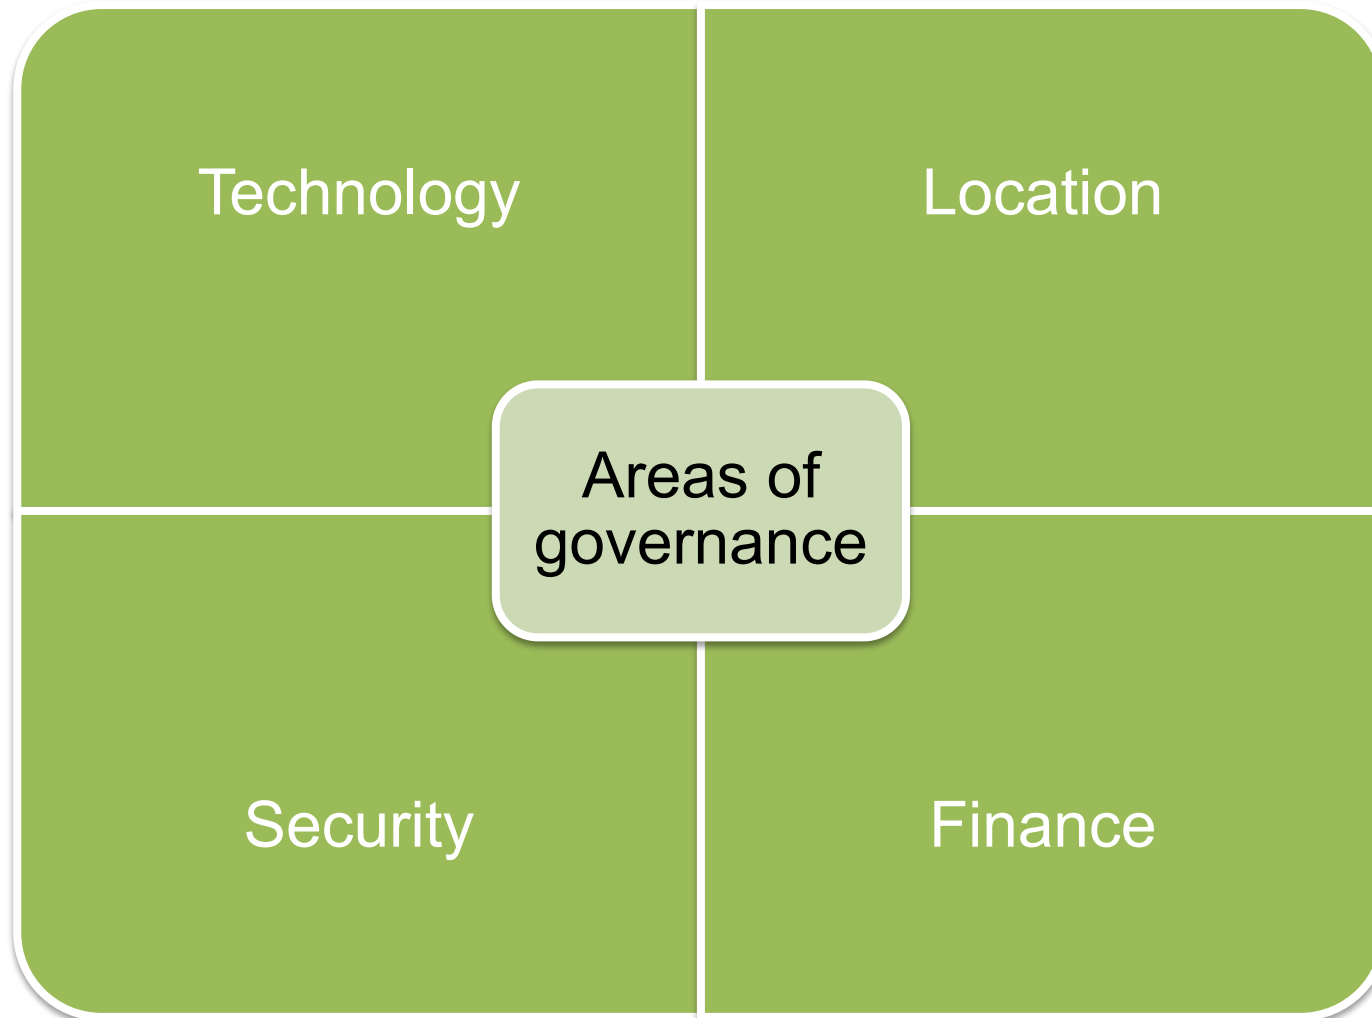 Technology
Location
Areas of
governance
Security
Finance